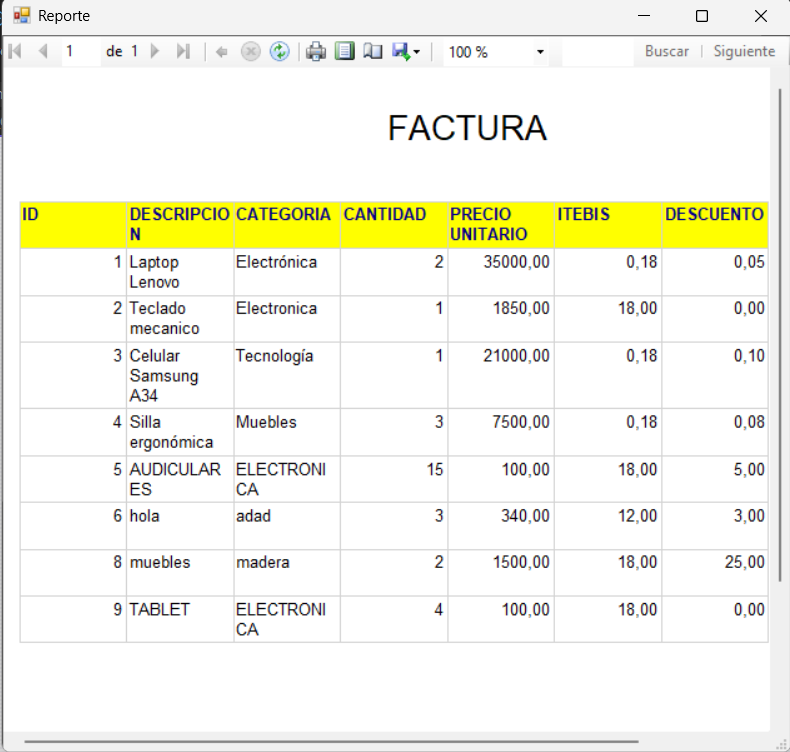 Reporte
1 de 1 100 % Buscar | Siguiente
FACTURA
ID DESCRIPCIO CATEGORIA CANTIDAD PRECIO ITEBIS DESCUENTO
N UNITARIO
1 Laptop Electrónica 2 35000,00 0,18 0,05
Lenovo
2 Teclado Electronica 1 1850,00 18,00 0,00
mecanico
3 Celular Tecnología 1 21000,00 0,18 0,10
Samsung
A34
4 Silla Muebles 3 7500,00 0,18 0,08
ergonómica
5 AUDICULAR ELECTRONI 15 100,00 18,00 5,00
ES CA
6 hola adad 3 340,00 12,00 3,00
8 muebles madera 2 1500,00 18,00 25,00
9 TABLET ELECTRONI 4 100,00 18,00 0,00
CA